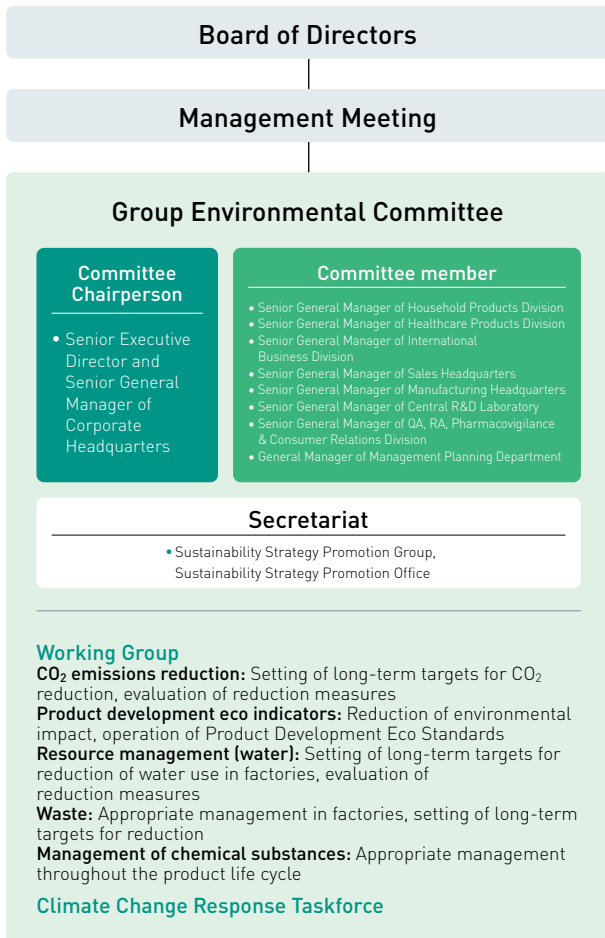 Board of Directors
Management Meeting
Group Environmental Committee
Committee
Chairperson
• Senior Executive
Director and
Senior General
Manager of
Corporate
Headquarters
Committee member
• Senior General Manager of Household Products Division
• Senior General Manager of Healthcare Products Division
• Senior General Manager of International
Business Division
• Senior General Manager of Sales Headquarters
• Senior General Manager of Manufacturing Headquarters
• Senior General Manager of Central R&D Laboratory
• Senior General Manager of QA, RA, Pharmacovigilance
& Consumer Relations Division
• General Manager of Management Planning Department
Secretariat
• Sustainability Strategy Promotion Group,
Sustainability Strategy Promotion Office
Working Group
CO₂ emissions reduction: Setting of long-term targets for CO₂
reduction, evaluation of reduction measures
Product development eco indicators: Reduction of environmental
impact, operation of Product Development Eco Standards
Resource management (water): Setting of long-term targets for
reduction of water use in factories, evaluation of
reduction measures
Waste: Appropriate management in factories, setting of long-term
targets for reduction
Management of chemical substances: Appropriate management
throughout the product life cycle
Climate Change Response Taskforce